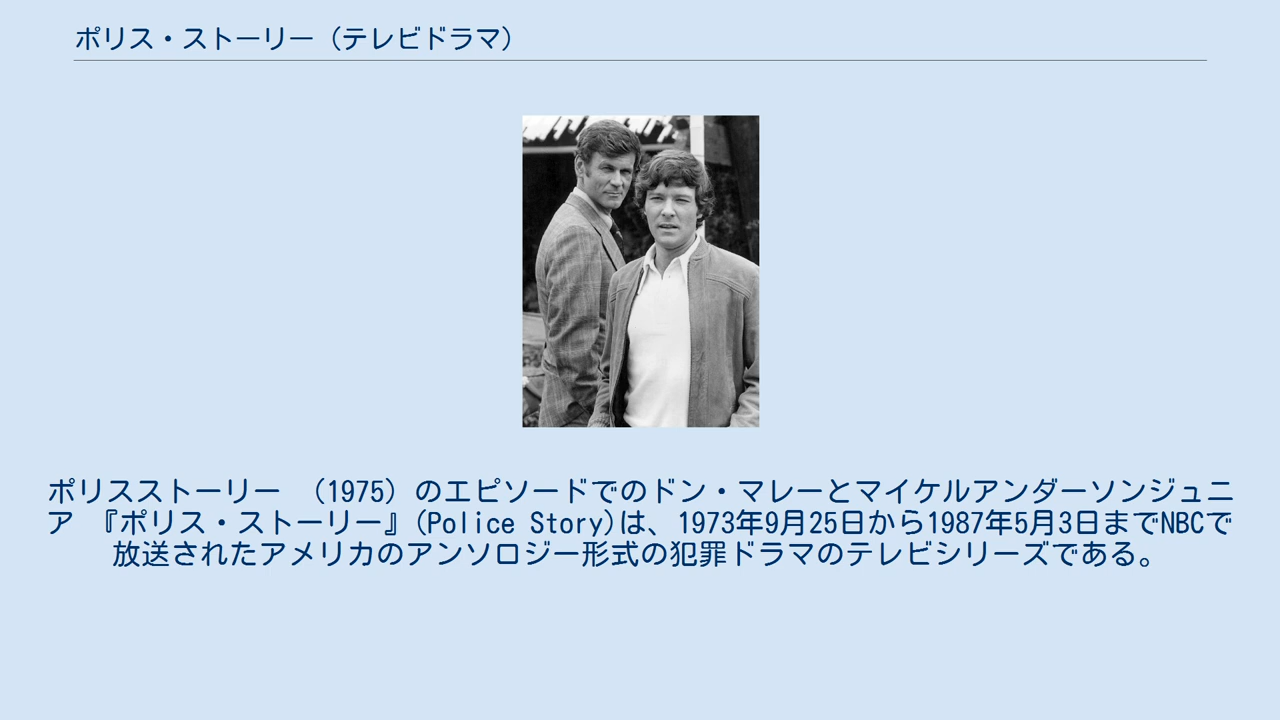 ポリス・ストーリー（テレビドラマ）
ポリスストーリー　（1975）のエピソードでのドン・マレーとマイケルアンダーソンジュニ
ア　『ポリス・ストーリー』(Police Story)は、1973年9月25日から1987年5月3日までNBCで
放送されたアメリカのアンソロジー形式の犯罪ドラマのテレビシリーズである。